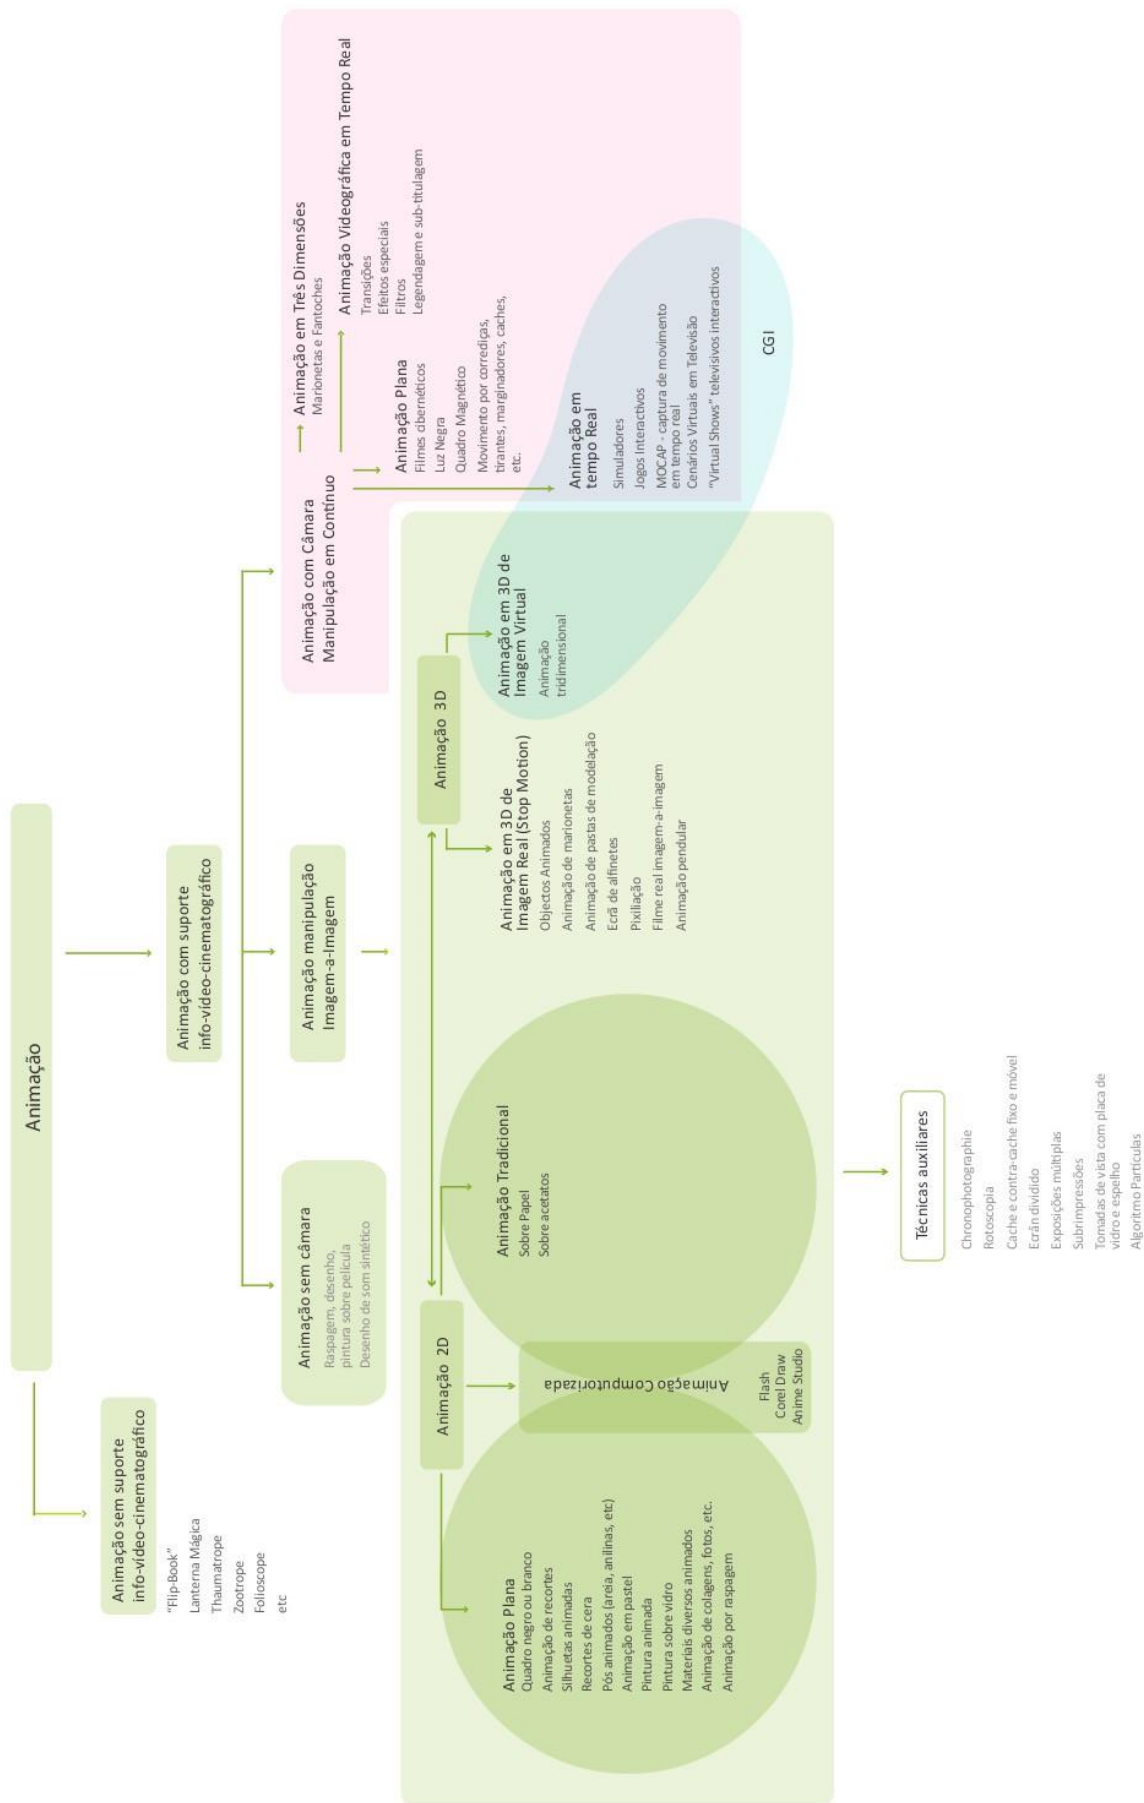 Animação
Animação sem suporte
info-vídeo-cinematográfico
“Flip-Book”
Lanterna Mágica
Thaumatrope
Zootrope
Folioscope
etc
Animação com suporte
info-vídeo-cinematográfico
Animação sem câmara
Raspagem, desenho,
pintura sobre película
Desenho de som sintético
Animação manipulação
Imagem-a-Imagem
Animação com Câmara
Manipulação em Contínuo
Animação em Três Dimensões
Marionetas e Fantoches
Animação Videográfica em Tempo Real
Transições
Efeitos especiais
Filtros
Legendagem e sub-titulagem
Animação Plana
Filmes cibernéticos
Luz Negra
Quadro Magnético
Movimento por corrediças,
tirantes, marginadores, caches,
etc.
Animação em
tempo Real
Simuladores
Jogos Interactivos
MOCAP - captura de movimento
em tempo real
Cenários Virtuais em Televisão
“Virtual Shows” televisivos interactivos
CGI
Animação 2D
Animação Plana
Quadro negro ou branco
Animação de recortes
Silhuetas animadas
Recortes de cera
Pós animados (areia, anilinas, etc)
Animação em pastel
Pintura animada
Pintura sobre vidro
Materiais diversos animados
Animação de colagens, fotos, etc.
Animação por raspagem
Animação Computorizada
Flash
Corel Draw
Anime Studio
Animação Tradicional
Sobre Papel
Sobre acetatos
Animação 3D
Animação em 3D de
Imagem Real (Stop Motion)
Objectos Animados
Animação de marionetas
Animação de pastas de modelação
Ecrã de alfinetes
Pixiliação
Filme real imagem-a-imagem
Animação pendular
Animação em 3D de
Imagem Virtual
Animação
tridimensional
Técnicas auxiliares
Chronophotographie
Rotoscopia
Cache e contra-cache fixo e móvel
Ecrãn dividido
Exposições múltiplas
Subrimpressões
Tomadas de vista com placa de
vidro e espelho
Algoritmo Partículas